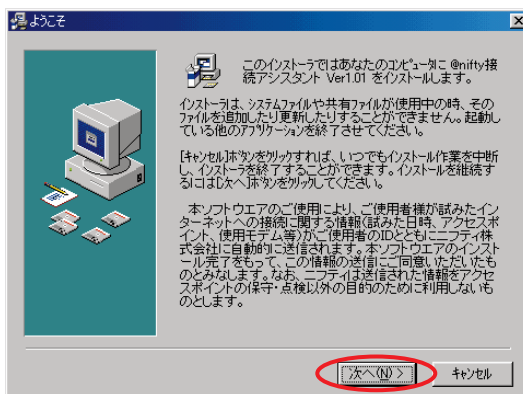 ようこそ
このインストーラではあなたのコンピュータに @nifty接
続アシスタント Ver1.01 をインストールします。
インストーラは、システムファイルや共有ファイルが使用中の時、その
ファイルを追加したり更新したりすることができません。起動し
ている他のアプリケーションを終了させてください。
[キャンセル]ボタンをクリックすれば、いつでもインストール作業を中断
し、インストーラを終了することができます。インストールを継続す
るには[次へ]ボタンをクリックしてください。
本ソフトウエアのご使用により、ご使用者様が試みたイン
ターネットへの接続に関する情報(試みた日時、アクセスポ
イント、使用モデム等)がご使用者のIDとともにニフティ株
式会社に自動的に送信されます。本ソフトウエアのインスト
ール完了をもって、この情報の送信にご同意いただいたも
のとみなします。なお、ニフティは送信された情報をアクセ
スポイントの保守・点検以外の目的のために利用しないも
のとします。
次へ(N) >
キャンセル